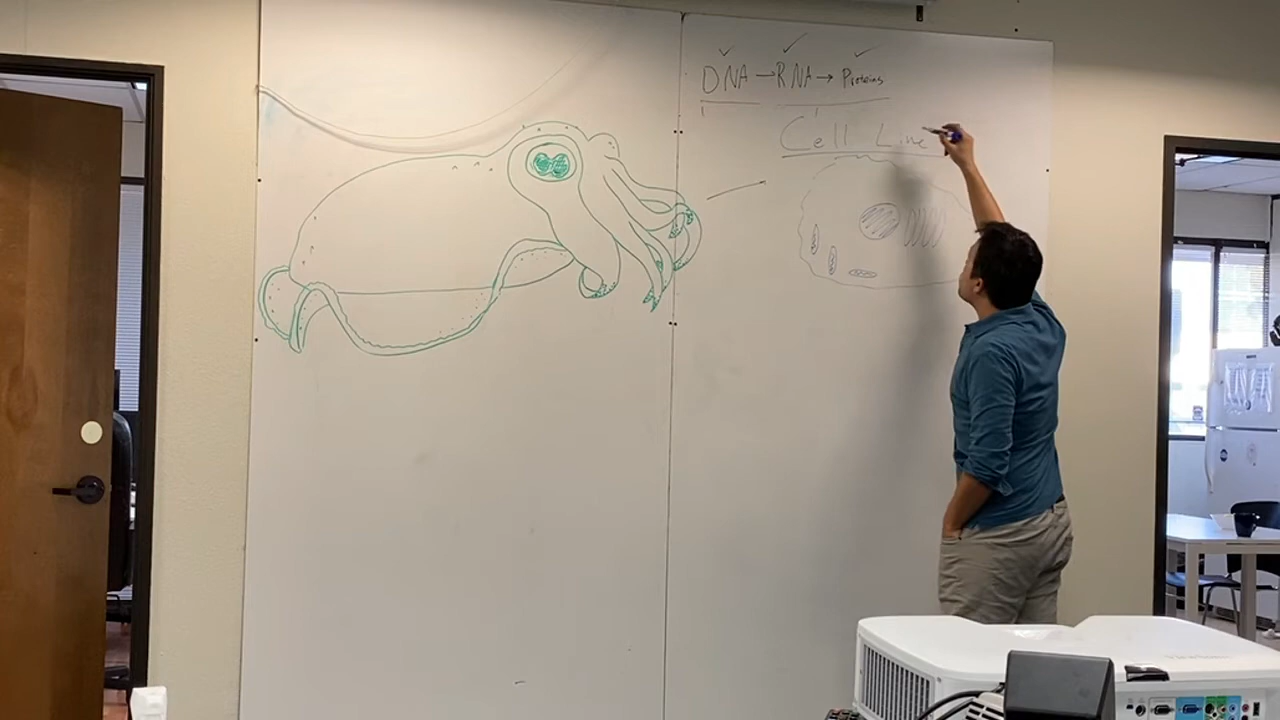 DNA → RNA → Proteins
Cell Line